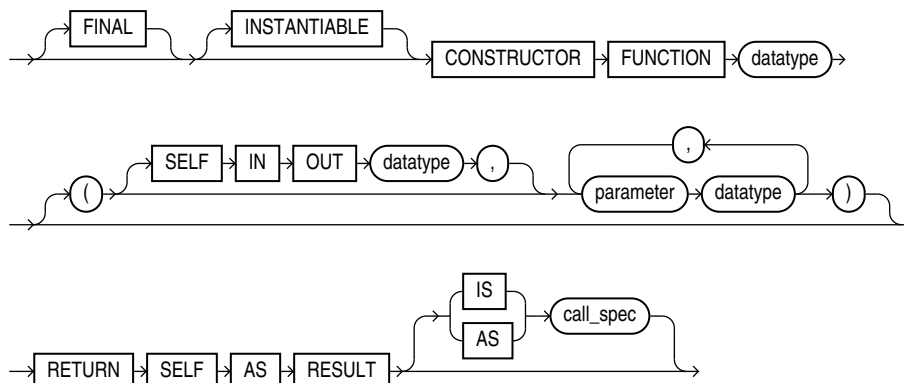 FINAL INSTANTIABLE
CONSTRUCTOR FUNCTION datatype
,
SELF IN OUT datatype ,
( parameter datatype )
IS
call_spec
AS
RETURN SELF AS RESULT